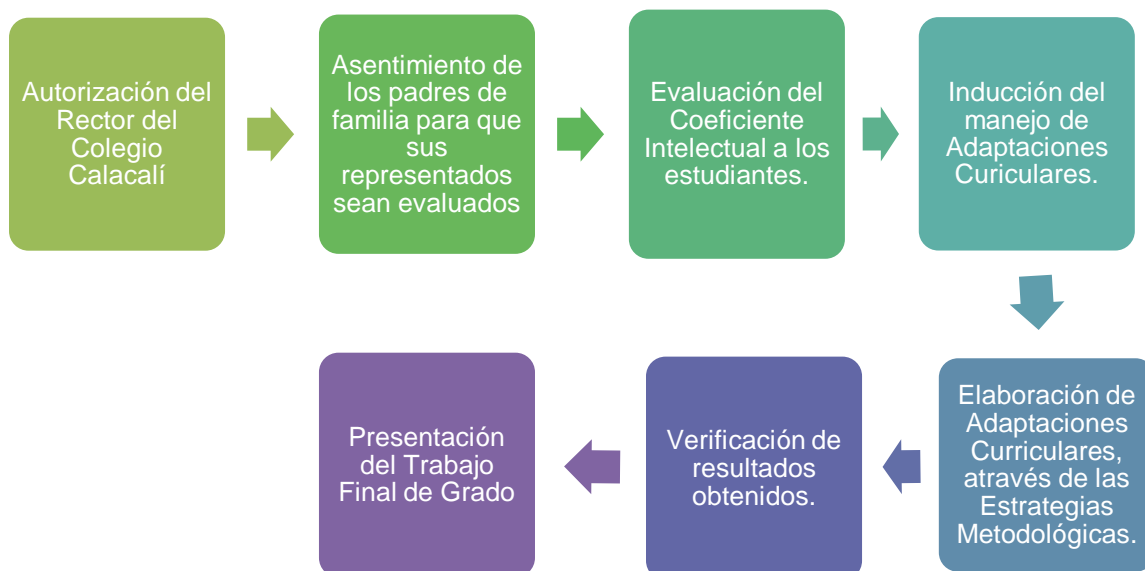 Autorización del
Rector del
Colegio
Calacalí
Asentimiento de
los padres de
familia para que
sus
representados
sean evaluados
Evaluación del
Coeficiente
Intelectual a los
estudiantes.
Inducción del
manejo de
Adaptaciones
Curiculares.
Elaboración de
Adaptaciones
Curriculares,
através de las
Estrategias
Metodológicas.
Verificación de
resultados
obtenidos.
Presentación
del Trabajo
Final de Grado